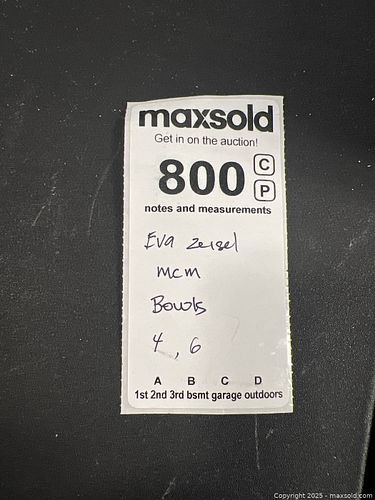 maxsold
Get in on the auction!
800 C
P
notes and measurements
Eva Zeisel
mcm
Bowls
4, 6
A B C D
1st 2nd 3rd bsmt garage outdoors
Copyright 2025 - maxsold.com